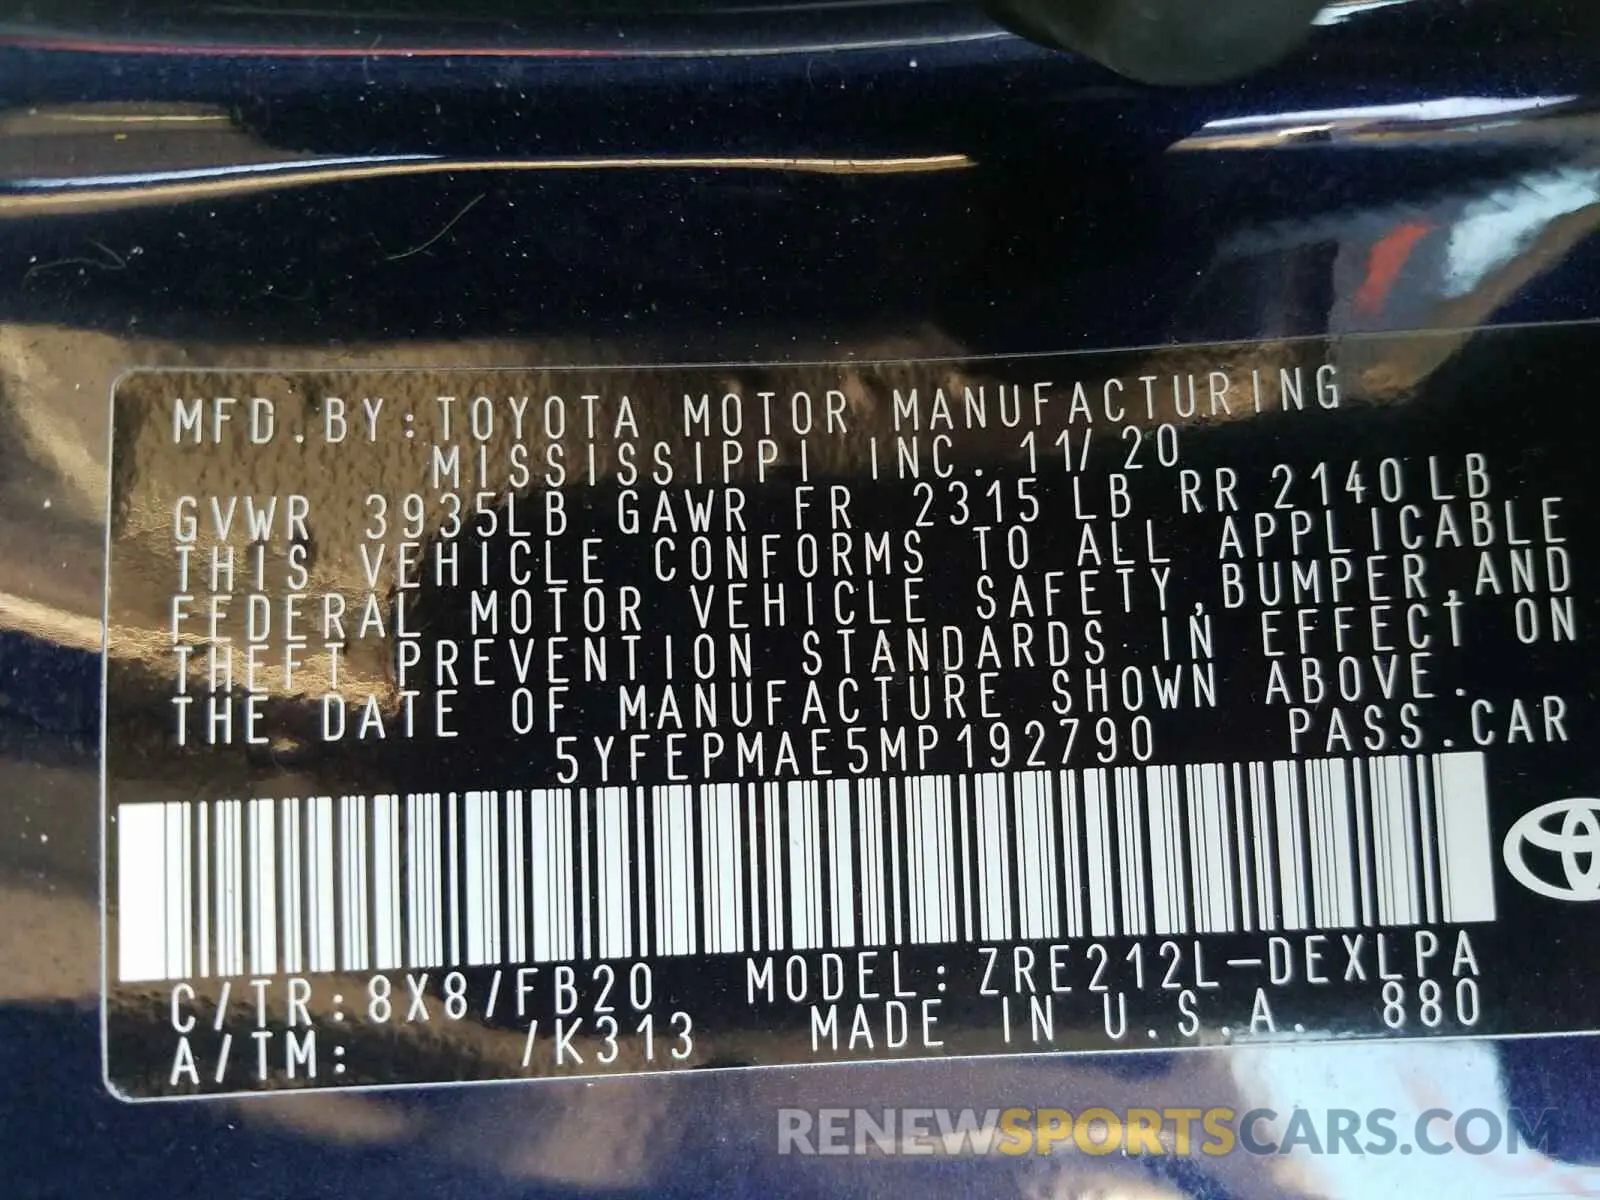 MFD.BY:TOYOTA MOTOR MANUFACTURING
MISSISSIPPI INC. 11/20
GVWR 3935LB GAWR FR 2315LB RR 2140LB
THIS VEHICLE CONFORMS TO ALL APPLICABLE
FEDERAL MOTOR VEHICLE SAFETY,BUMPER,AND
THEFT PREVENTION STANDARDS IN EFFECT ON
THE DATE OF MANUFACTURE SHOWN ABOVE.
5YFEPMAE5MP192790 PASS.CAR
C/TR:8X8/FB20 MODEL:ZRE212L-DEXLPA
A/TM: /K313 MADE IN U.S.A. 880
RENEWSPORTSCARS.COM